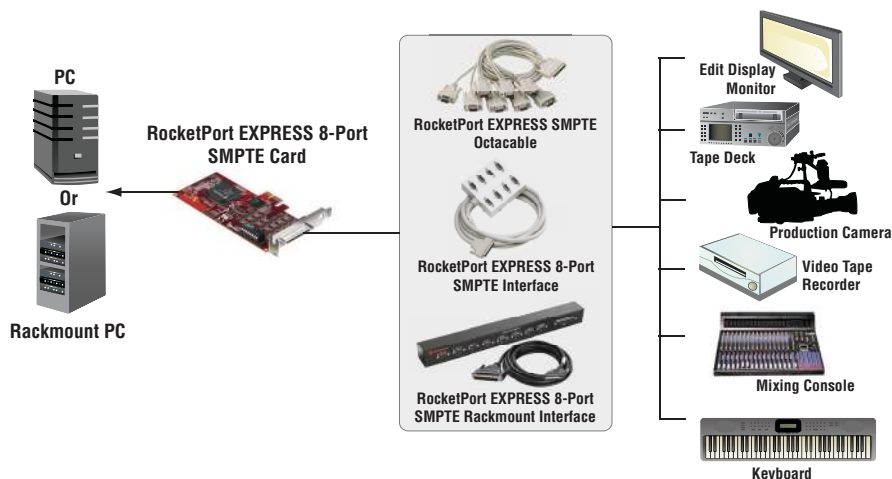 PC
Or
Rackmount PC
RocketPort EXPRESS 8-Port
SMPTE Card
RocketPort EXPRESS SMPTE
Octacable
RocketPort EXPRESS 8-Port
SMPTE Interface
RocketPort EXPRESS 8-Port
SMPTE Rackmount Interface
Edit Display
Monitor
Tape Deck
Production Camera
Video Tape
Recorder
Mixing Console
Keyboard